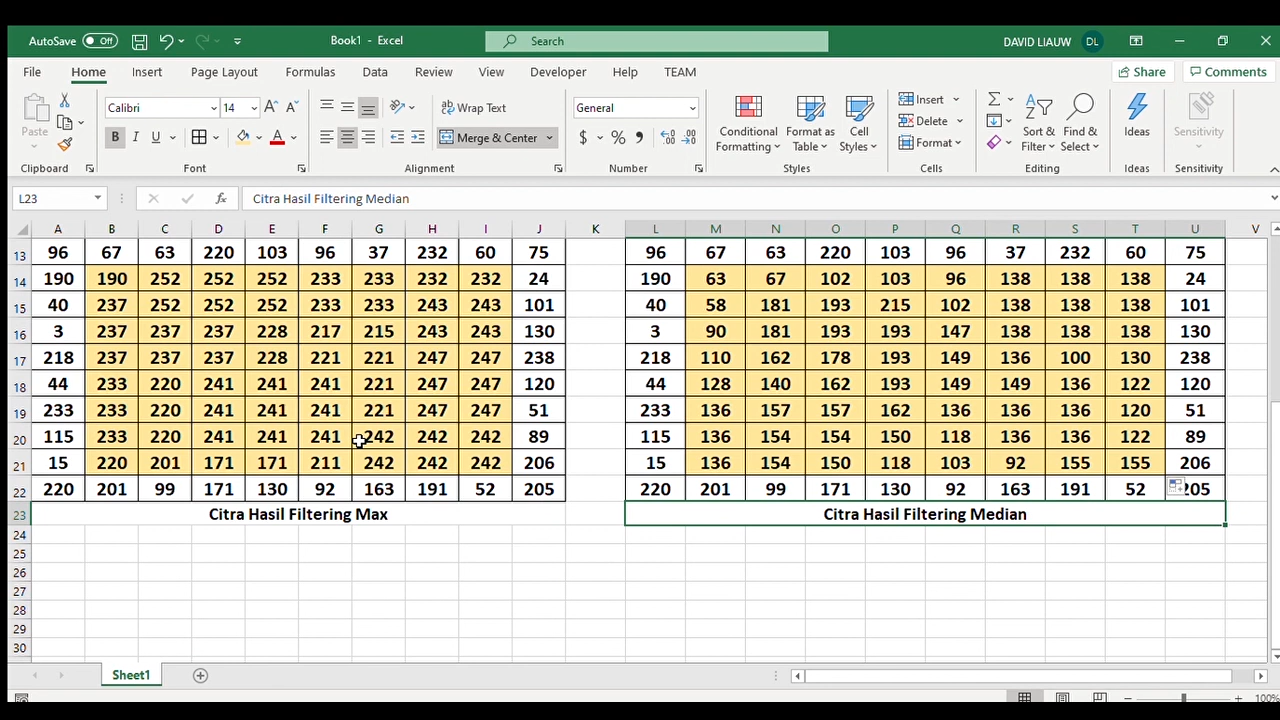 AutoSave Off Book1 - Excel Search DAVID LIAUW DL
File Home Insert Page Layout Formulas Data Review View Developer Help TEAM Share Comments
Paste Calibri 14 A A Wrap Text General Conditional Formatting Format as Table Cell Styles Insert Σ Sort & Filter Find & Select Ideas Sensitivity
B I U A Merge & Center $ % Delete Format
Clipboard Font Alignment Number Styles Cells Editing Ideas Sensitivity
L23 fx Citra Hasil Filtering Median
A B C D E F G H I J K L M N O P Q R S T U V
13 96 67 63 220 103 96 37 232 60 75 96 67 63 220 103 96 37 232 60 75
14 190 190 252 252 252 233 233 232 232 24 190 63 67 102 103 96 138 138 138 24
15 40 237 252 252 252 233 233 243 243 101 40 58 181 193 215 102 138 138 138 101
16 3 237 237 237 228 217 215 243 243 130 3 90 181 193 193 147 138 138 138 130
17 218 237 237 237 228 221 221 247 247 238 218 110 162 178 193 149 136 100 130 238
18 44 233 220 241 241 241 221 247 247 120 44 128 140 162 193 149 149 136 122 120
19 233 233 220 241 241 241 221 247 247 51 233 136 157 157 162 136 136 136 120 51
20 115 233 220 241 241 241 242 242 242 89 115 136 154 154 150 118 136 136 122 89
21 15 220 201 171 171 211 242 242 242 206 15 136 154 150 118 103 92 155 155 206
22 220 201 99 171 130 92 163 191 52 205 220 201 99 171 130 92 163 191 52 205
23 Citra Hasil Filtering Max Citra Hasil Filtering Median
24
25
26
27
28
29
30
Sheet1
100%